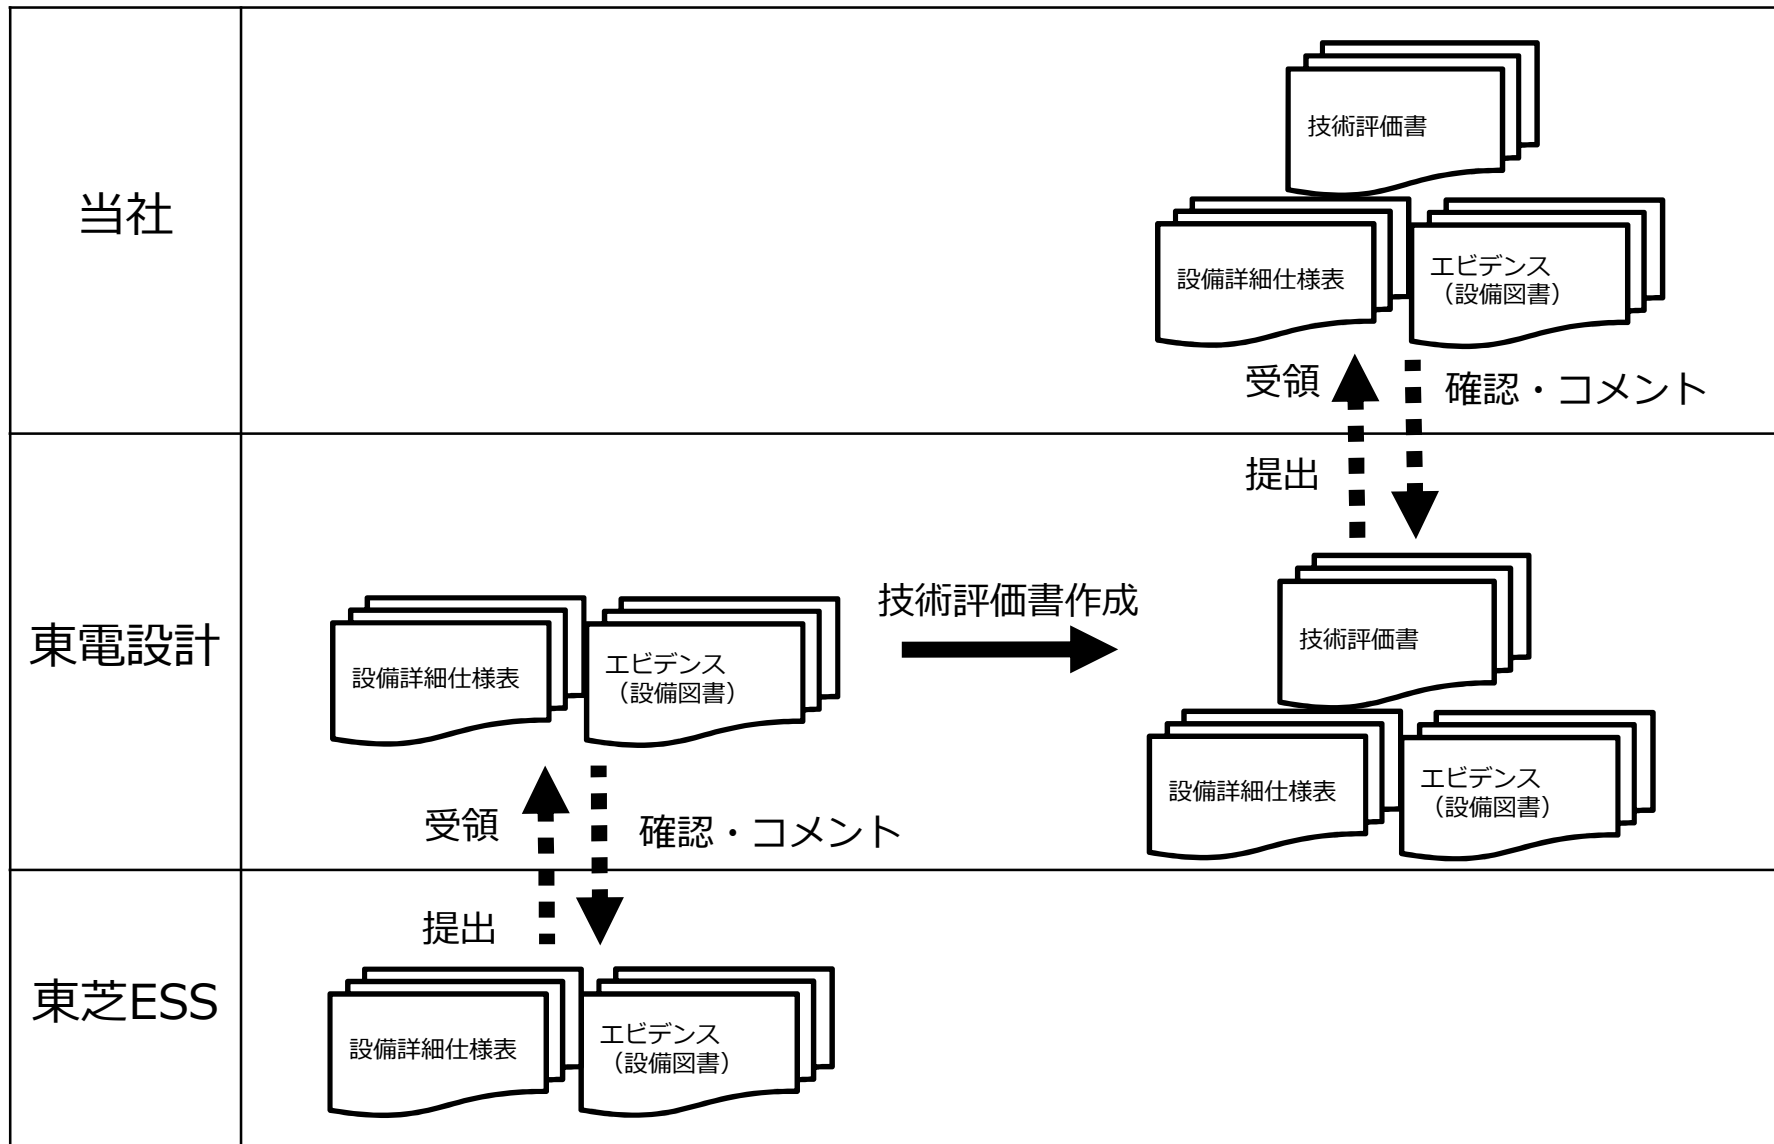 当社
技術評価書
設備詳細仕様表
エビデンス
（設備図書）
受領
確認・コメント
提出
東電設計
設備詳細仕様表
エビデンス
（設備図書）
技術評価書作成
技術評価書
設備詳細仕様表
エビデンス
（設備図書）
受領
確認・コメント
提出
東芝ESS
設備詳細仕様表
エビデンス
（設備図書）